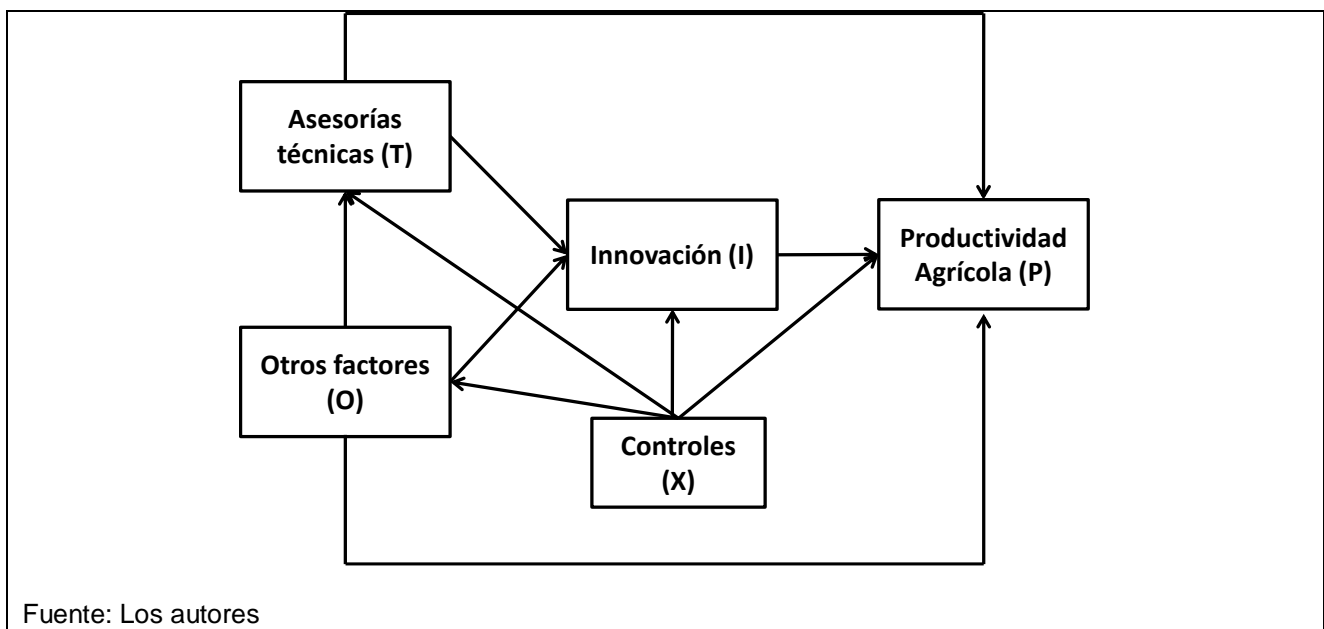 Asesorías
técnicas (T)
Innovación (I)
Productividad
Agrícola (P)
Otros factores
(O)
Controles
(X)
Fuente: Los autores